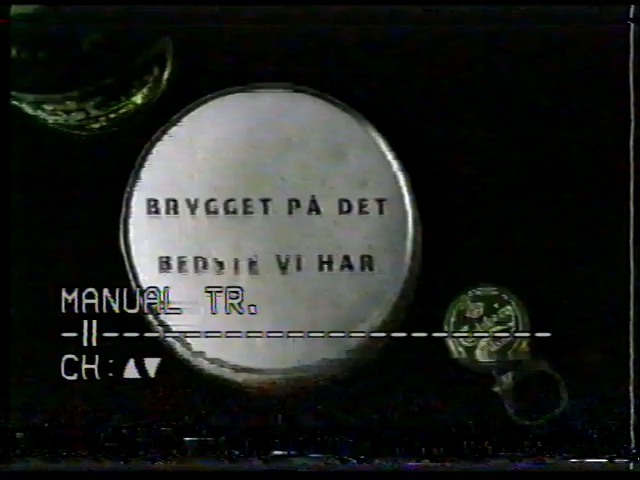 BRYGGET PÅ DET
BEDSTE VI HAR
MANUAL TR.
CH:▲▼